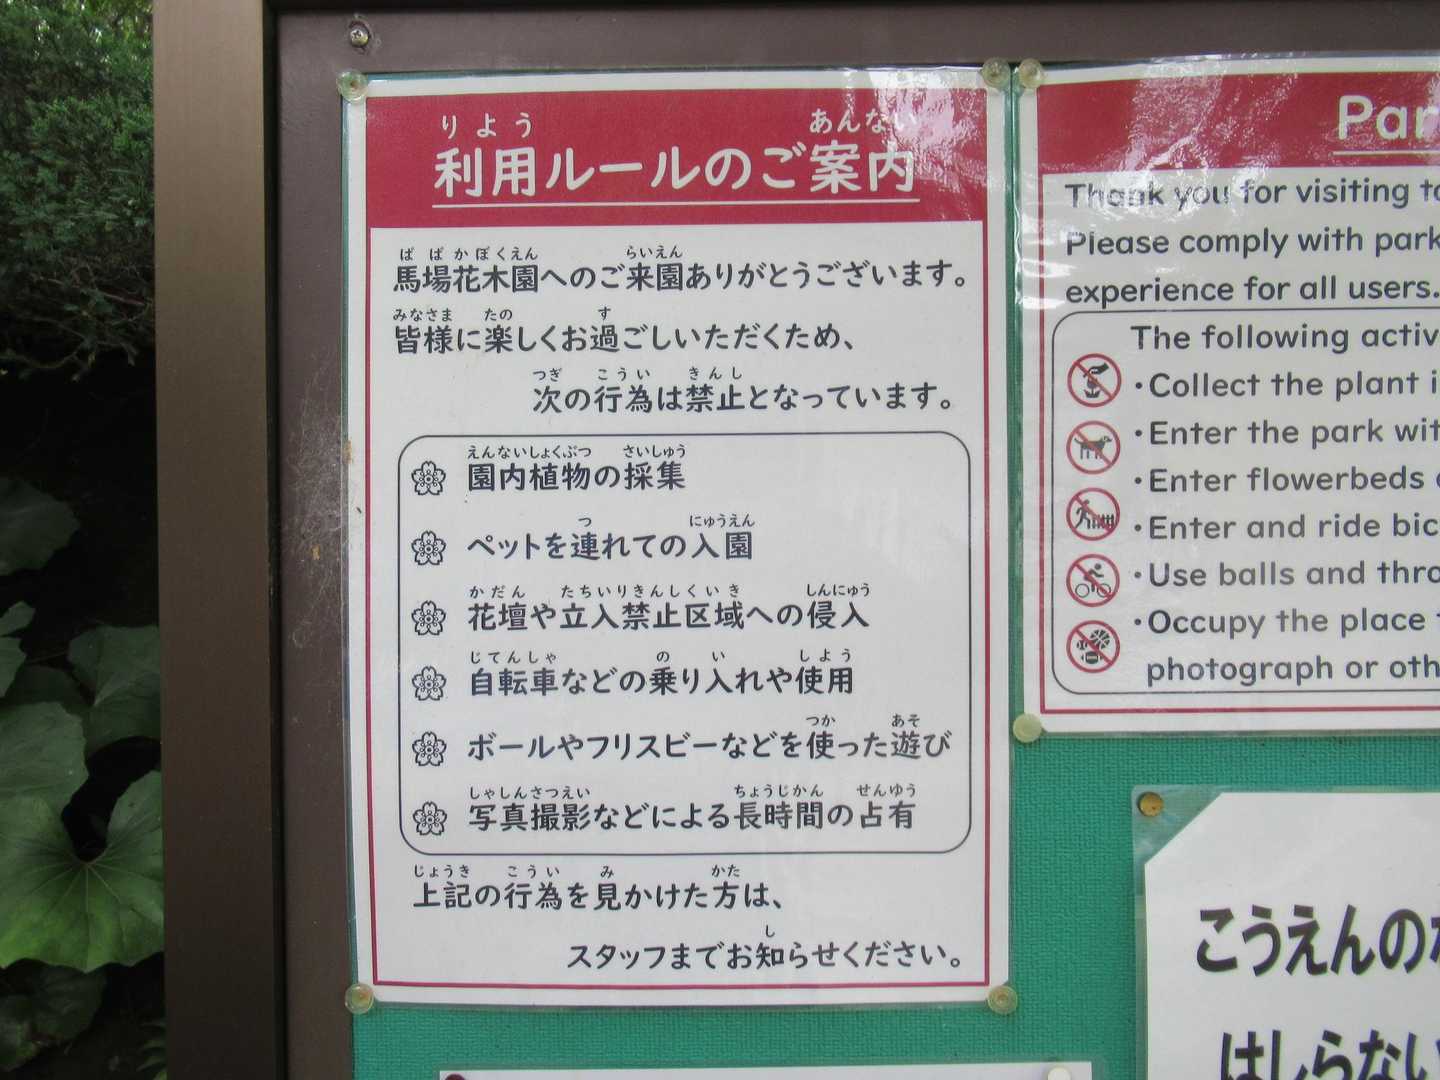 りよう あんない
利用ルールのご案内
ばばかぼくえん らいえん
馬場花木園へのご来園ありがとうございます。
みなさま たの す
皆様に楽しくお過ごしいただくため、
つぎ こうい きんし
次の行為は禁止となっています。
えんないしょくぶつ さいしゅう
園内植物の採集
つ にゅうえん
ペットを連れての入園
かだん たちいりきんしくいき しんにゅう
花壇や立入禁止区域への侵入
じてんしゃ の い しよう
自転車などの乗り入れや使用
つか あそ
ボールやフリスビーなどを使った遊び
しゃしんさつえい ちょうじかん せんゆう
写真撮影などによる長時間の占有
じょうき こうい み かた
上記の行為を見かけた方は、
し
スタッフまでお知らせください。
Par
Thank you for visiting
Please comply with park
experience for all users.
The following activ
・Collect the plant
・Enter the park wit
・Enter flowerbeds
・Enter and ride bic
・Use balls and thro
・Occupy the place
photograph or oth
こうえんの
はしらない